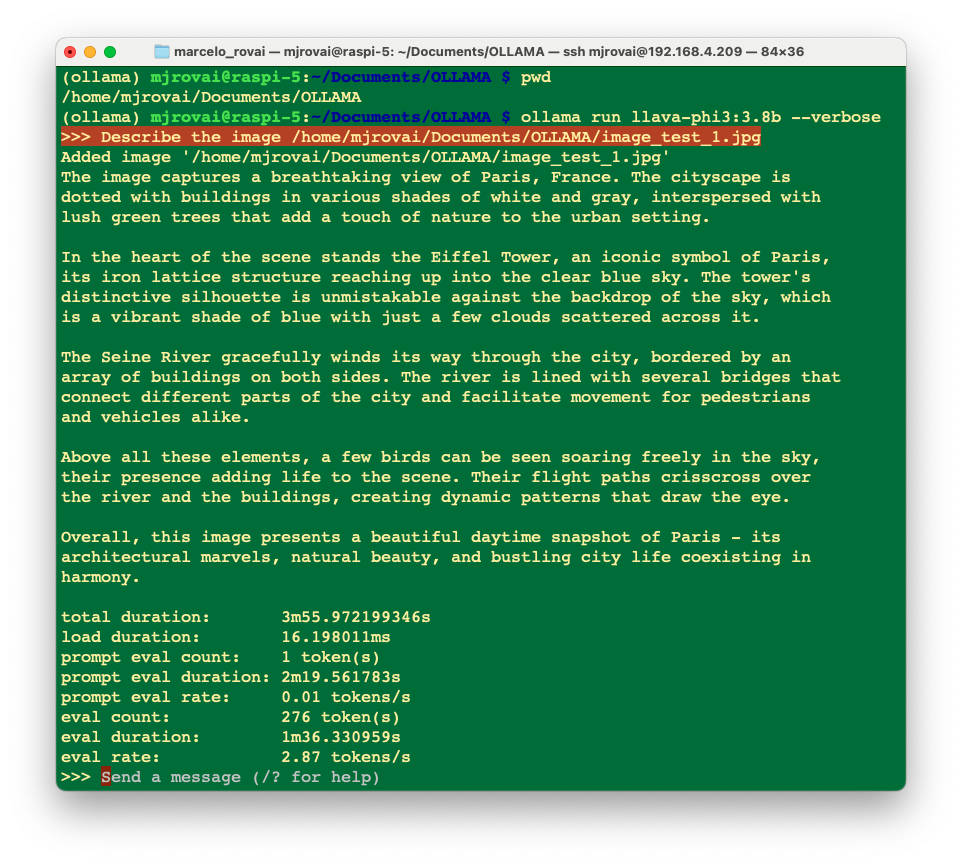 marcelo_rovai — mjrovai@raspi-5: ~/Documents/OLLAMA — ssh mjrovai@192.168.4.209 — 84×36
(ollama) mjrovai@raspi-5:~/Documents/OLLAMA $ pwd
/home/mjrovai/Documents/OLLAMA
(ollama) mjrovai@raspi-5:~/Documents/OLLAMA $ ollama run llava-phi3:3.8b --verbose
>>> Describe the image /home/mjrovai/Documents/OLLAMA/image_test_1.jpg
Added image '/home/mjrovai/Documents/OLLAMA/image_test_1.jpg'
The image captures a breathtaking view of Paris, France. The cityscape is
dotted with buildings in various shades of white and gray, interspersed with
lush green trees that add a touch of nature to the urban setting.
In the heart of the scene stands the Eiffel Tower, an iconic symbol of Paris,
its iron lattice structure reaching up into the clear blue sky. The tower's
distinctive silhouette is unmistakable against the backdrop of the sky, which
is a vibrant shade of blue with just a few clouds scattered across it.
The Seine River gracefully winds its way through the city, bordered by an
array of buildings on both sides. The river is lined with several bridges that
connect different parts of the city and facilitate movement for pedestrians
and vehicles alike.
Above all these elements, a few birds can be seen soaring freely in the sky,
their presence adding life to the scene. Their flight paths crisscross over
the river and the buildings, creating dynamic patterns that draw the eye.
Overall, this image presents a beautiful daytime snapshot of Paris - its
architectural marvels, natural beauty, and bustling city life coexisting in
harmony.
total duration: 3m55.972199346s
load duration: 16.198011ms
prompt eval count: 1 token(s)
prompt eval duration: 2m19.561783s
prompt eval rate: 0.01 tokens/s
eval count: 276 token(s)
eval duration: 1m36.330959s
eval rate: 2.87 tokens/s
>>> Send a message (/? for help)